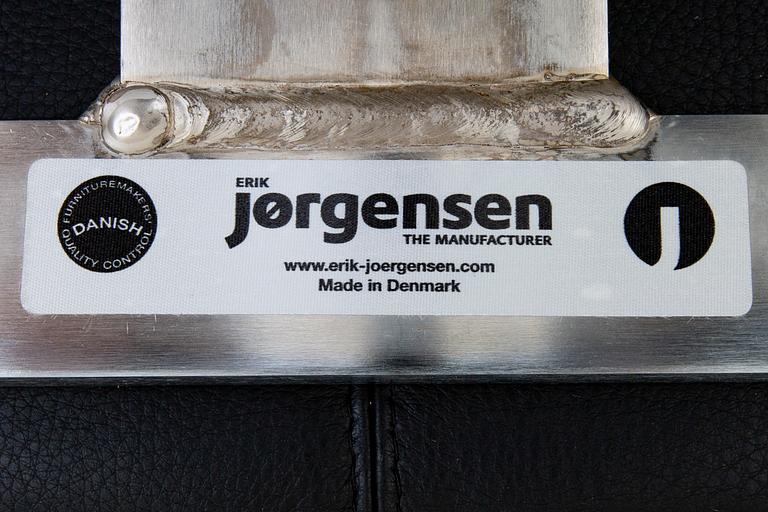 FURNITUREMAKERS'
DANISH
QUALITY CONTROL
ERIK
jørgensen
THE MANUFACTURER
www.erik-joergensen.com
Made in Denmark
J